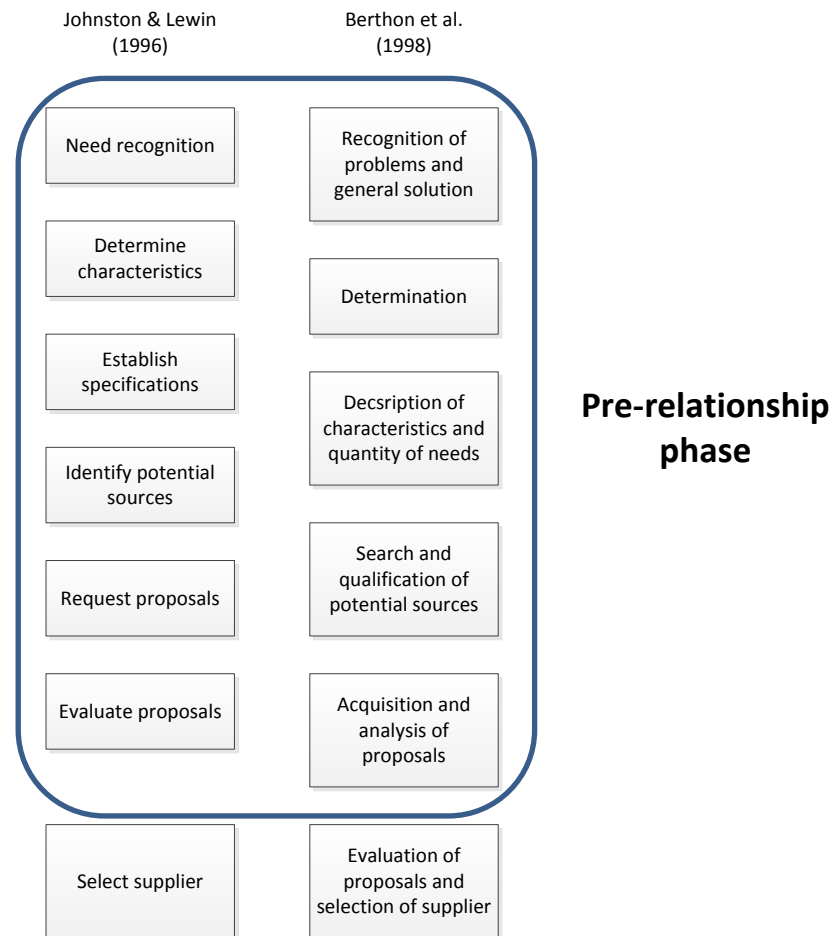 Johnston & Lewin
(1996)
Berthon et al.
(1998)
Need recognition
Determine
characteristics
Establish
specifications
Identify potential
sources
Request proposals
Evaluate proposals
Select supplier
Recognition of
problems and
general solution
Determination
Decsription of
characteristics and
quantity of needs
Search and
qualification of
potential sources
Acquisition and
analysis of
proposals
Evaluation of
proposals and
selection of supplier
Pre-relationship
phase